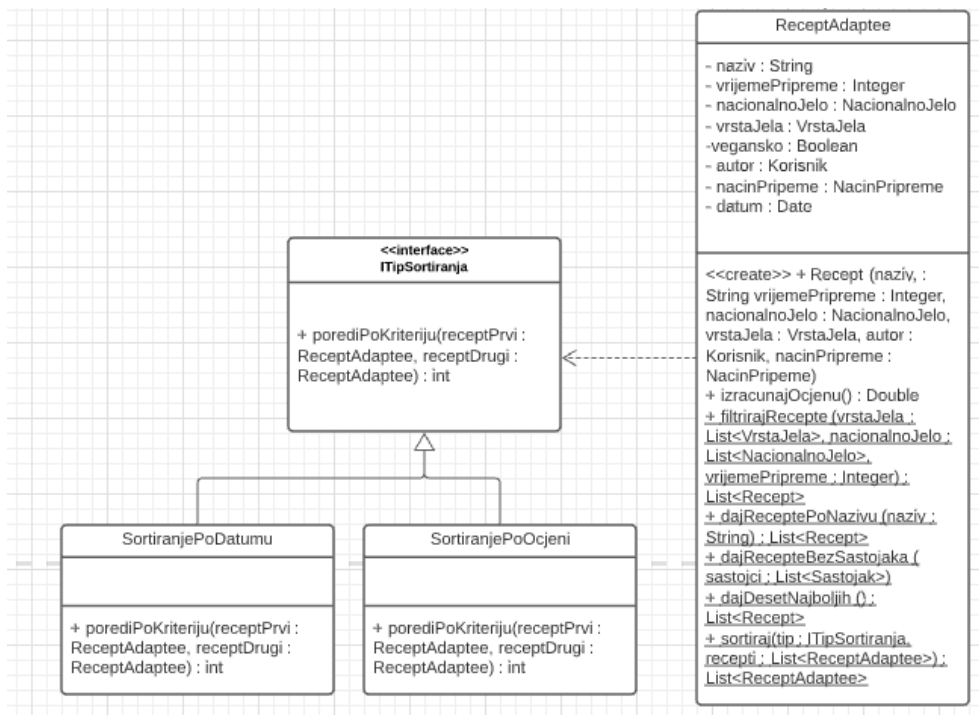 ReceptAdaptee
- naziv : String
- vrijemePripreme : Integer
- nacionalnoJelo : NacionalnoJelo
- vrstaJela : VrstaJela
-vegansko : Boolean
- autor : Korisnik
- nacinPripeme : NacinPripreme
- datum : Date
<<create>> + Recept (naziv, :
String vrijemePripreme : Integer,
nacionalnoJelo : NacionalnoJelo,
vrstaJela : VrstaJela, autor :
Korisnik, nacinPripreme :
NacinPripeme)
+ izracunajOcjenu() : Double
+ filtrirajRecepte (vrstaJela :
List<VrstaJela>, nacionalnoJelo :
List<NacionalnoJelo>,
vrijemePripreme : Integer) :
List<Recept>
+ dajReceptePoNazivu (naziv :
String) : List<Recept>
+ dajRecepteBezSastojaka (
sastojci : List<Sastojak>)
+ dajDesetNajboljih () :
List<Recept>
+ sortiraj(tip : ITipSortiranja,
recepti : List<ReceptAdaptee>) :
List<ReceptAdaptee>
<<interface>>
ITipSortiranja
+ porediPoKriteriju(receptPrvi :
ReceptAdaptee, receptDrugi :
ReceptAdaptee) : int
SortiranjePoDatumu
+ porediPoKriteriju(receptPrvi :
ReceptAdaptee, receptDrugi :
ReceptAdaptee) : int
SortiranjePoOcjeni
+ porediPoKriteriju(receptPrvi :
ReceptAdaptee, receptDrugi :
ReceptAdaptee) : int